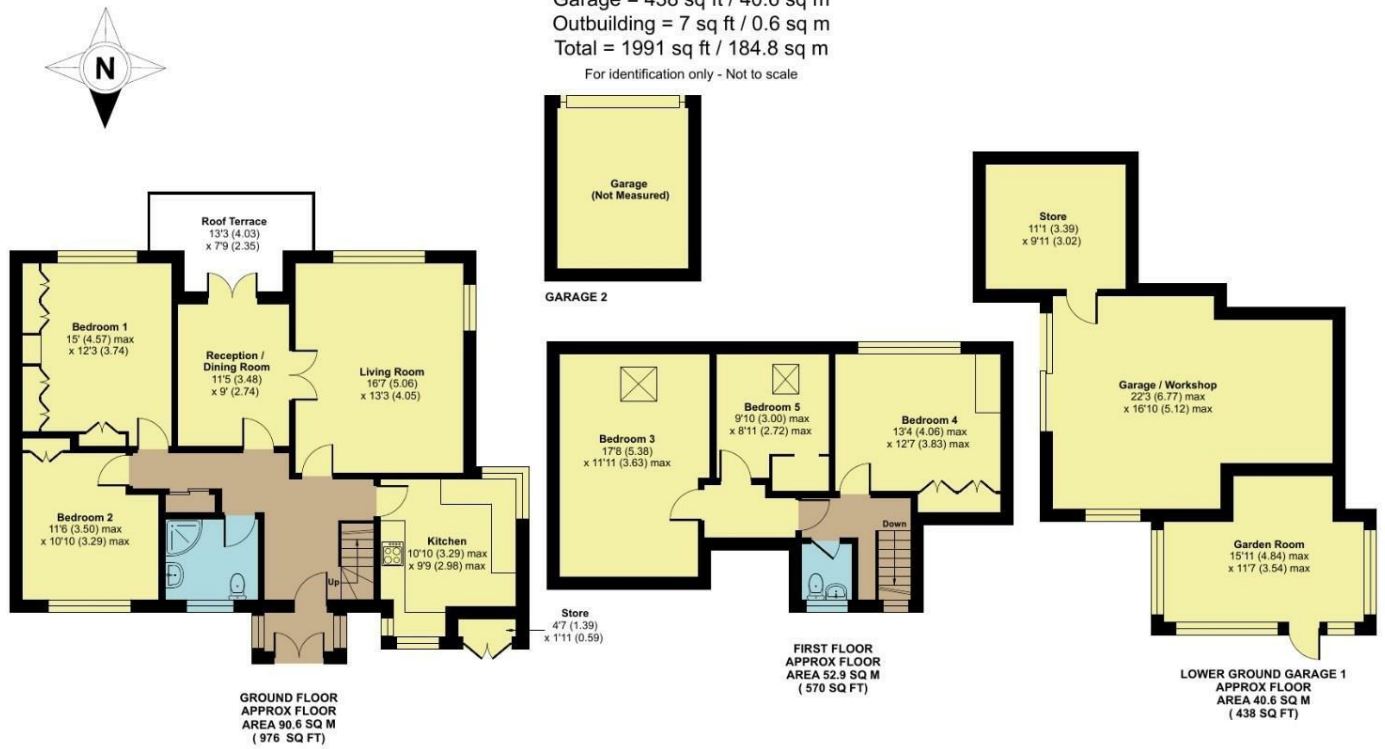 Garage = 438 sq ft / 40.6 sq m
Outbuilding = 7 sq ft / 0.6 sq m
Total = 1991 sq ft / 184.8 sq m
For identification only - Not to scale
N
Roof Terrace
13'3 (4.03)
x 7'9 (2.35)
Bedroom 1
15' (4.57) max
x 12'3 (3.74)
Reception /
Dining Room
11'5 (3.48)
x 9' (2.74)
Living Room
16'7 (5.06)
x 13'3 (4.05)
Bedroom 2
11'6 (3.50) max
x 10'10 (3.29) max
Up
Kitchen
10'10 (3.29) max
x 9'9 (2.98) max
Store
4'7 (1.39)
x 1'11 (0.59)
GROUND FLOOR
APPROX FLOOR
AREA 90.6 SQ M
( 976 SQ FT)
Garage
(Not Measured)
GARAGE 2
Bedroom 3
17'8 (5.38)
x 11'11 (3.63) max
Bedroom 5
9'10 (3.00) max
x 8'11 (2.72) max
Bedroom 4
13'4 (4.06) max
x 12'7 (3.83) max
Down
FIRST FLOOR
APPROX FLOOR
AREA 52.9 SQ M
( 570 SQ FT)
Store
11'1 (3.39)
x 9'11 (3.02)
Garage / Workshop
22'3 (6.77) max
x 16'10 (5.12) max
Garden Room
15'11 (4.84) max
x 11'7 (3.54) max
LOWER GROUND GARAGE 1
APPROX FLOOR
AREA 40.6 SQ M
( 438 SQ FT)